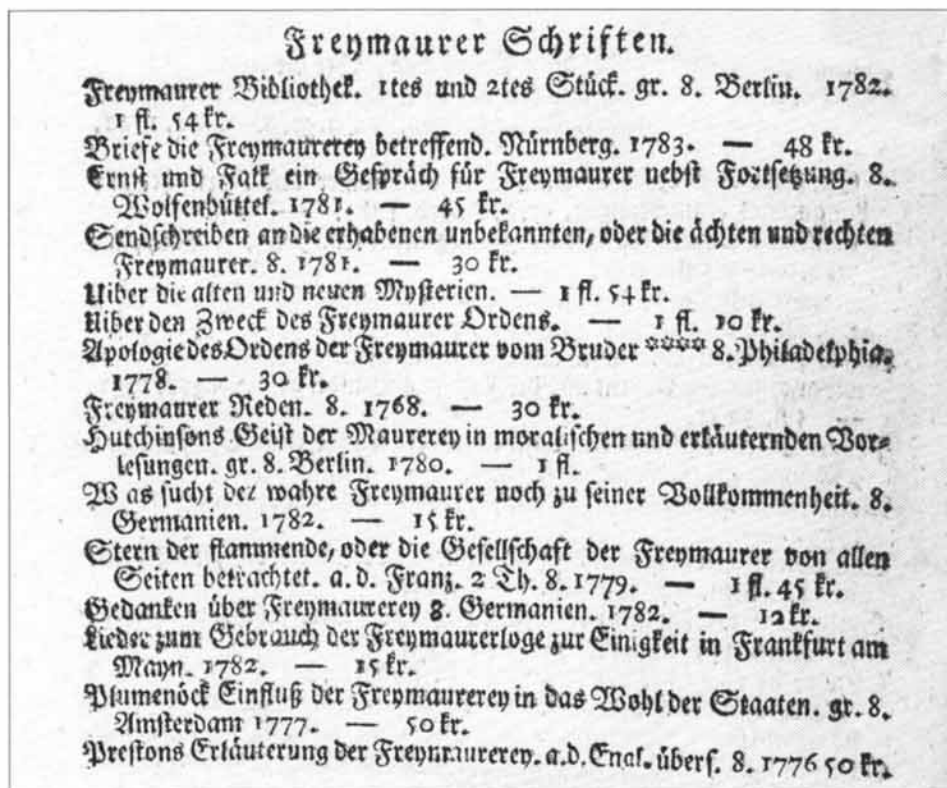 Freymaurer Schriften.
Freymaurer Bibliothek. 1tes und 2tes Stück. gr. 8. Berlin. 1782.
1 fl. 54 kr.
Briefe die Freymaurerey betreffend. Nürnberg. 1783. — 48 kr.
Ernst und Falk ein Gespräch für Freymaurer nebst Fortsetzung. 8.
Wolfenbüttel. 1781. — 45 kr.
Sendschreiben an die erhabenen unbekannten, oder die ächten und rechten
Freymaurer. 8. 1781. — 30 kr.
Uiber die alten und neuen Mysterien. — 1 fl. 54 kr.
Uiber den Zweck des Freymaurer Ordens. — 1 fl. 10 kr.
Apologie des Ordens der Freymaurer vom Bruder **** 8. Philadelphia.
1778. — 30 kr.
Freymaurer Reden. 8. 1768. — 30 kr.
Hutchinsons Geist der Maurerey in moralischen und erläuternden Vor-
lesungen. gr. 8. Berlin. 1780. — 1 fl.
W as sucht der wahre Freymaurer noch zu seiner Vollkommenheit. 8.
Germanien. 1782. — 15 kr.
Stern der flammende, oder die Gesellschaft der Freymaurer von allen
Seiten betrachtet. a. d. Franz. 2 Th. 8. 1779. — 1 fl. 45 kr.
Gedanken über Freymaurerey 8. Germanien. 1782. — 12 kr.
Lieder zum Gebrauch der Freymaurerloge zur Einigkeit in Frankfurt am
Mayn. 1782. — 15 kr.
Plumenöck Einfluß der Freymaurerey in das Wohl der Staaten. gr. 8.
Amsterdam 1777. — 50 kr.
Prestons Erläuterung der Freymaurerey. a. d. Engl. übers. 8. 1776 50 kr.